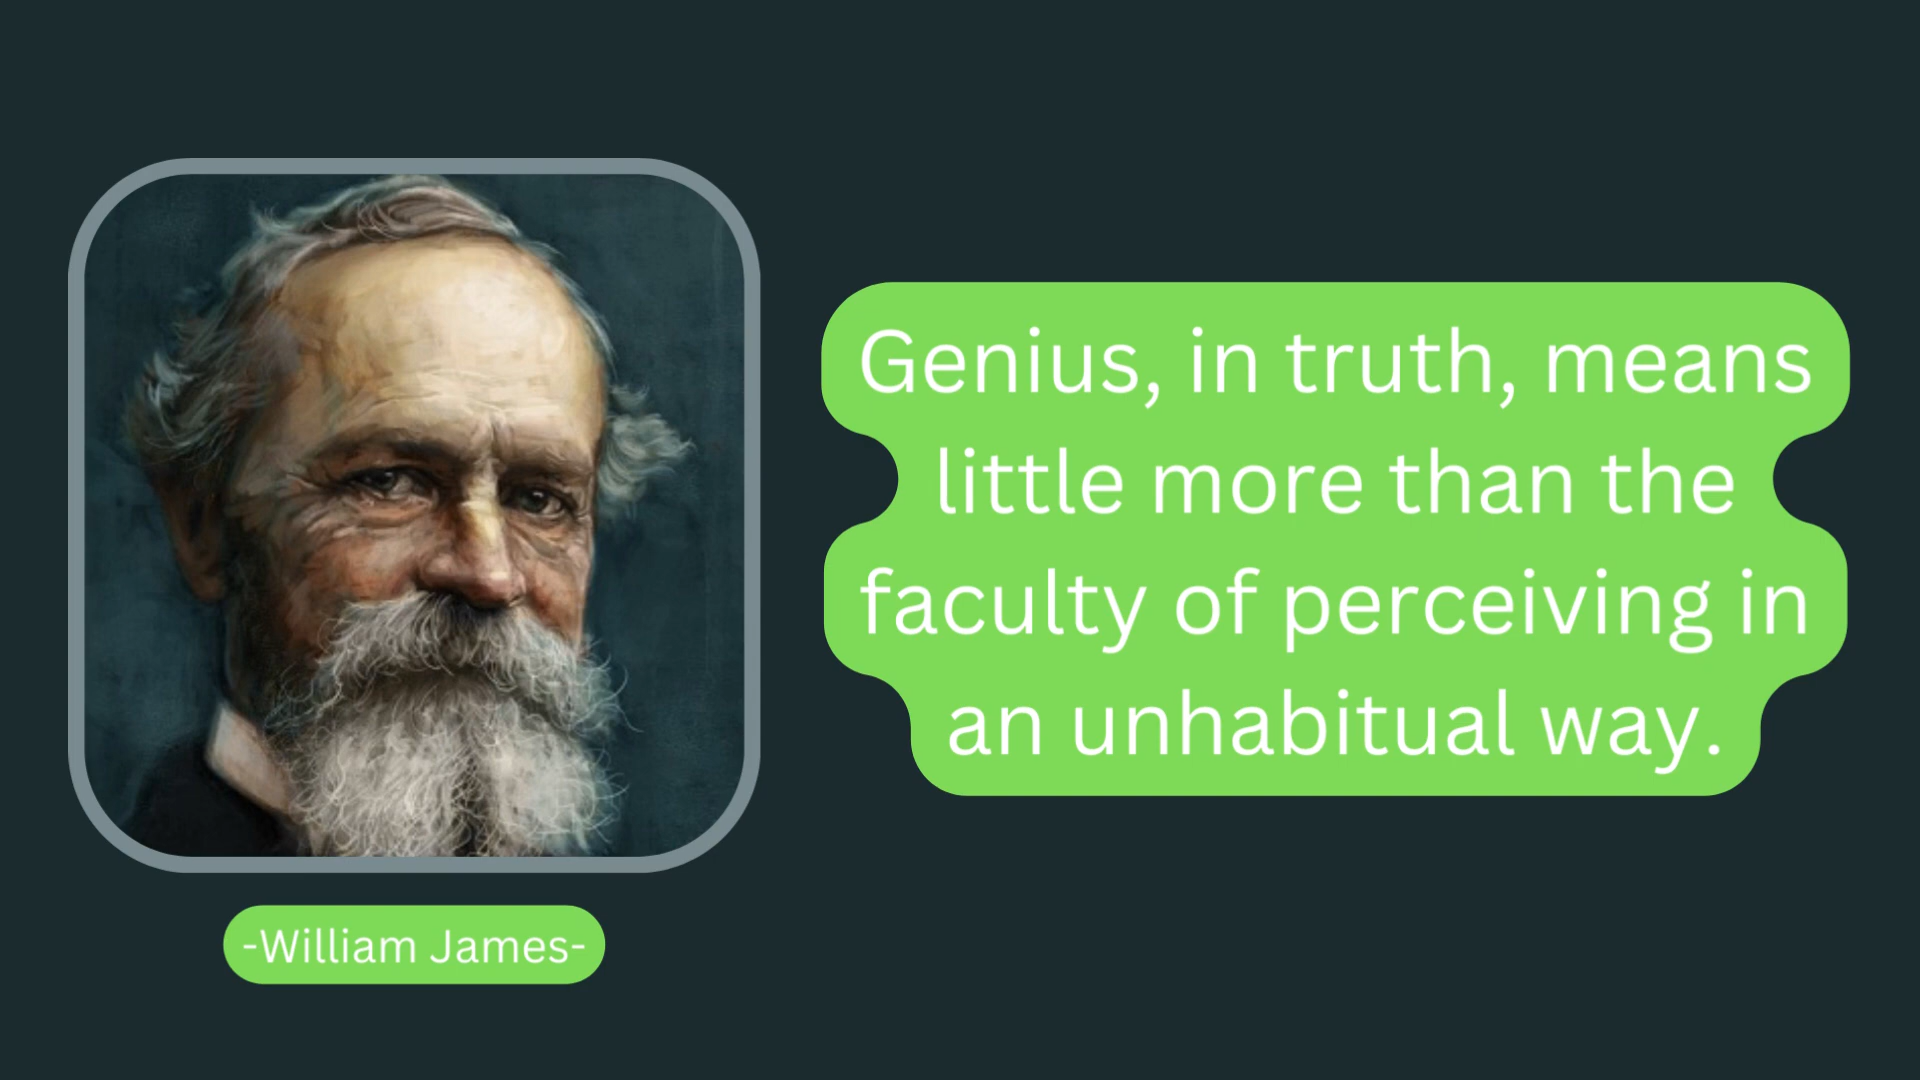 Genius, in truth, means
little more than the
faculty of perceiving in
an unhabitual way.
-William James-